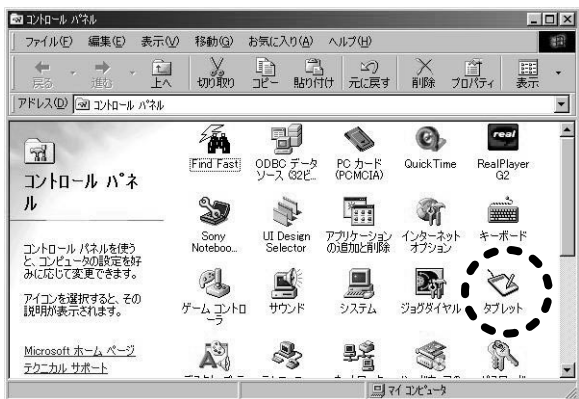 コントロール パネル
ファイル(F) 編集(E) 表示(V) 移動(G) お気に入り(A) ヘルプ(H)
戻る 進む 上へ 切り取り コピー 貼り付け 元に戻す 削除 プロパティ 表示
アドレス(D) コントロール パネル
コントロール パネ
ル
コントロール パネルを使う
と、コンピュータの設定を好
みに応じて変更できます。
アイコンを選択すると、その
説明が表示されます。
Microsoft ホーム ページ
テクニカル サポート
real
Find Fast
ODBC データ
ソース (32ビ...
PC カード
(PCMCIA)
QuickTime
RealPlayer
G2
Sony
Noteboo...
UI Design
Selector
アプリケーション
の追加と削除
インターネット
オプション
キーボード
ゲーム コントロ
ーラ
サウンド
システム
ジョグダイヤル
タブレット
マイ コンピュータ